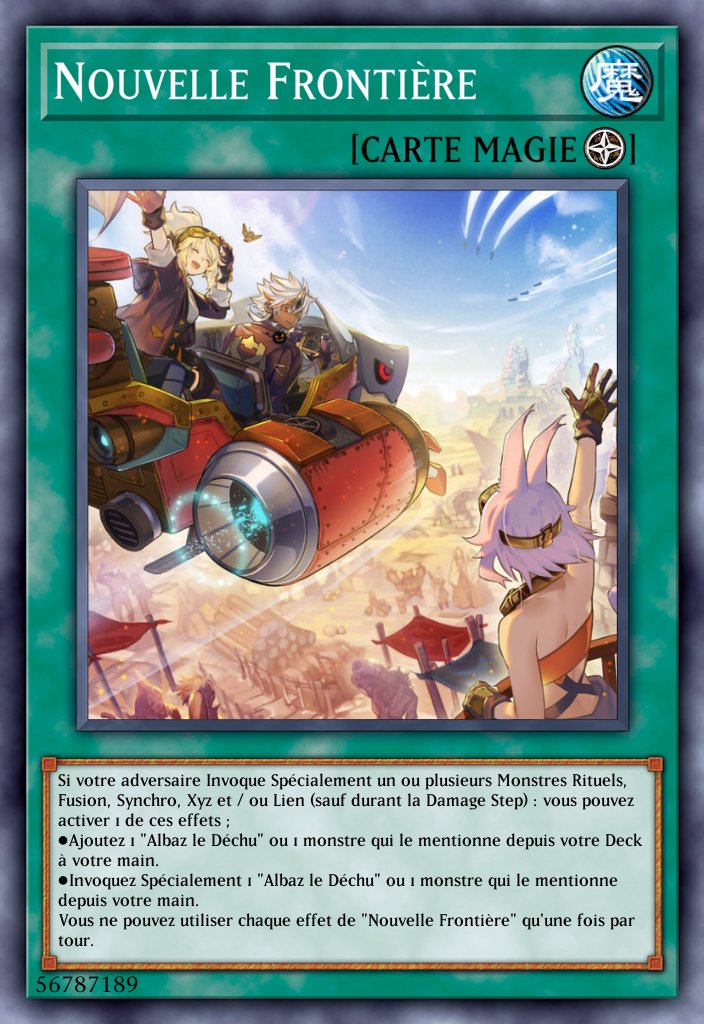 Nouvelle Frontière
魔
[CARTE MAGIE]
Si votre adversaire Invoque Spécialement un ou plusieurs Monstres Rituels,
Fusion, Synchro, Xyz et / ou Lien (sauf durant la Damage Step) : vous pouvez
activer 1 de ces effets ;
●Ajoutez 1 "Albaz le Déchu" ou 1 monstre qui le mentionne depuis votre Deck
à votre main.
●Invoquez Spécialement 1 "Albaz le Déchu" ou 1 monstre qui le mentionne
depuis votre main.
Vous ne pouvez utiliser chaque effet de "Nouvelle Frontière" qu'une fois par
tour.
56787189